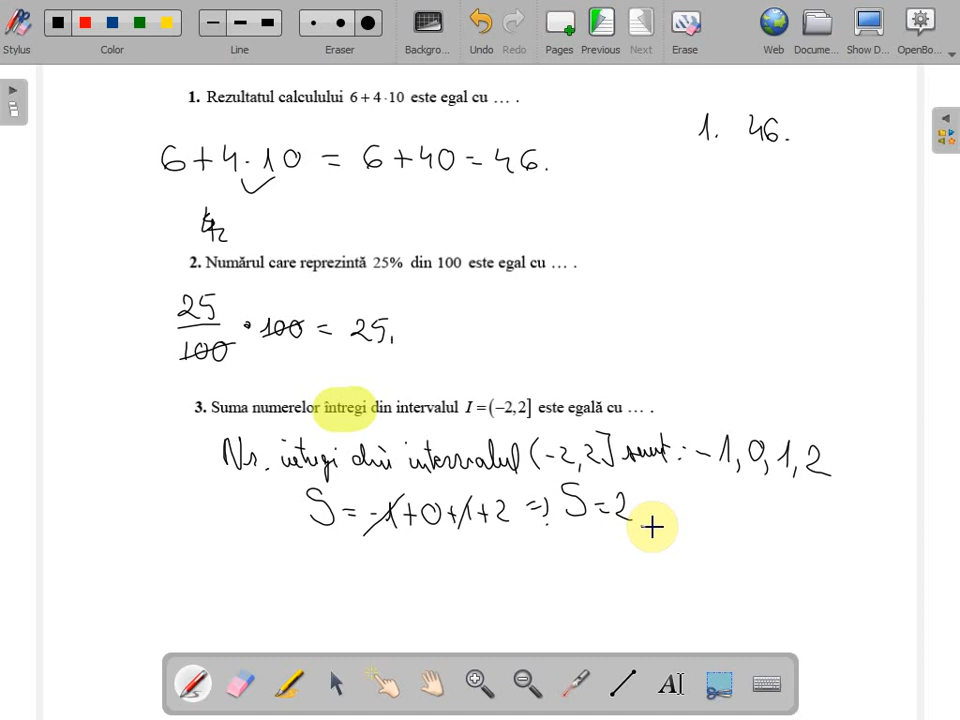 Stylus Color Line Eraser Backgro... Undo Redo Pages Previous Next Erase Web Docume... Show D... OpenBo...
1. Rezultatul calculului 6 + 4 · 10 este egal cu … .
1. 46.
6 + 4 · 10 = 6 + 40 = 46.
2. Numărul care reprezintă 25% din 100 este egal cu … .
25/100 · 100 = 25.
3. Suma numerelor întregi din intervalul I = (−2, 2] este egală cu … .
Nr. ietregi din intervalul (-2, 2] sunt: -1, 0, 1, 2
S = -1 + 0 + 1 + 2 => S = 2
AI